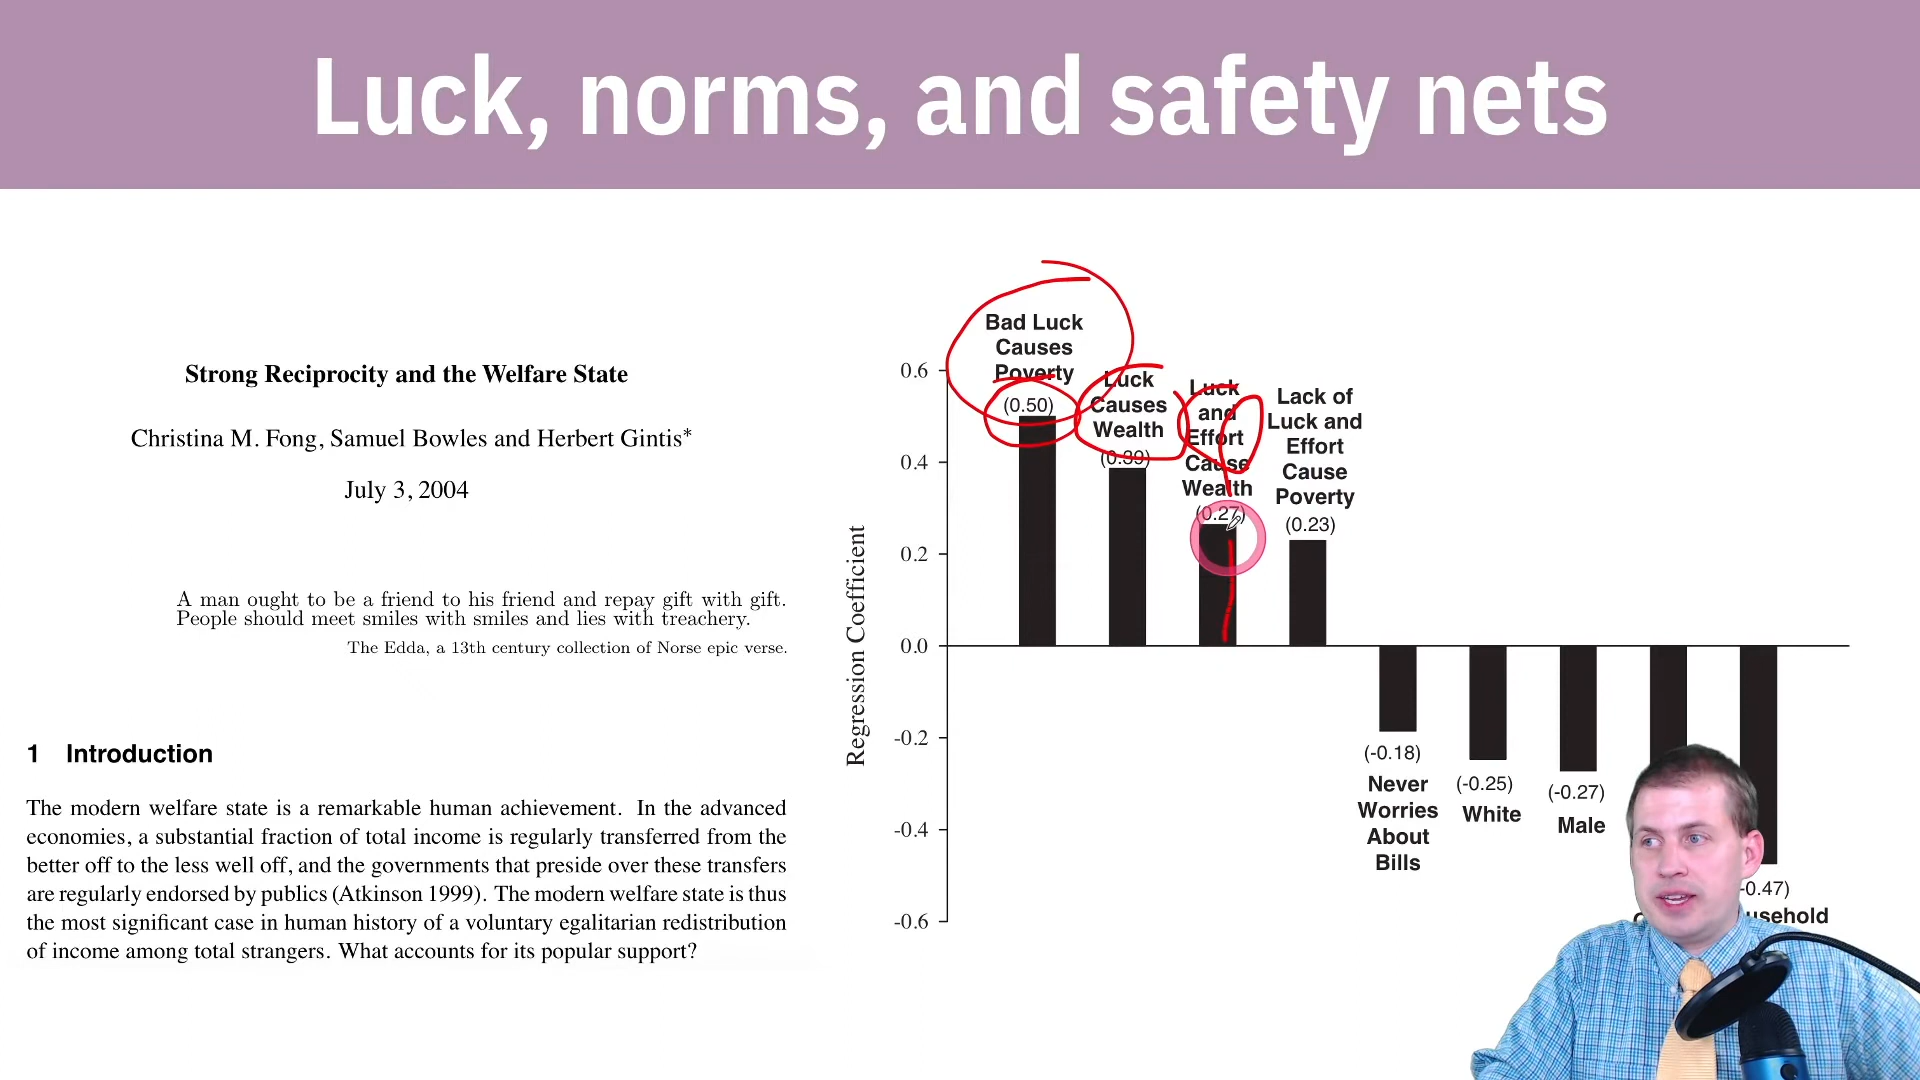 Luck, norms, and safety nets
Strong Reciprocity and the Welfare State
Christina M. Fong, Samuel Bowles and Herbert Gintis*
July 3, 2004
A man ought to be a friend to his friend and repay gift with gift.
People should meet smiles with smiles and lies with treachery.
The Edda, a 13th century collection of Norse epic verse.
1 Introduction
The modern welfare state is a remarkable human achievement. In the advanced
economies, a substantial fraction of total income is regularly transferred from the
better off to the less well off, and the governments that preside over these transfers
are regularly endorsed by publics (Atkinson 1999). The modern welfare state is thus
the most significant case in human history of a voluntary egalitarian redistribution
of income among total strangers. What accounts for its popular support?
Regression Coefficient
0.6
0.4
0.2
0.0
-0.2
-0.4
-0.6
Bad Luck
Causes
Poverty
(0.50)
Luck
Causes
Wealth
(0.39)
Luck
and
Effort
Cause
Wealth
(0.27)
Lack of
Luck and
Effort
Cause
Poverty
(0.23)
(-0.18)
Never
Worries
About
Bills
(-0.25)
White
(-0.27)
Male
-0.47)